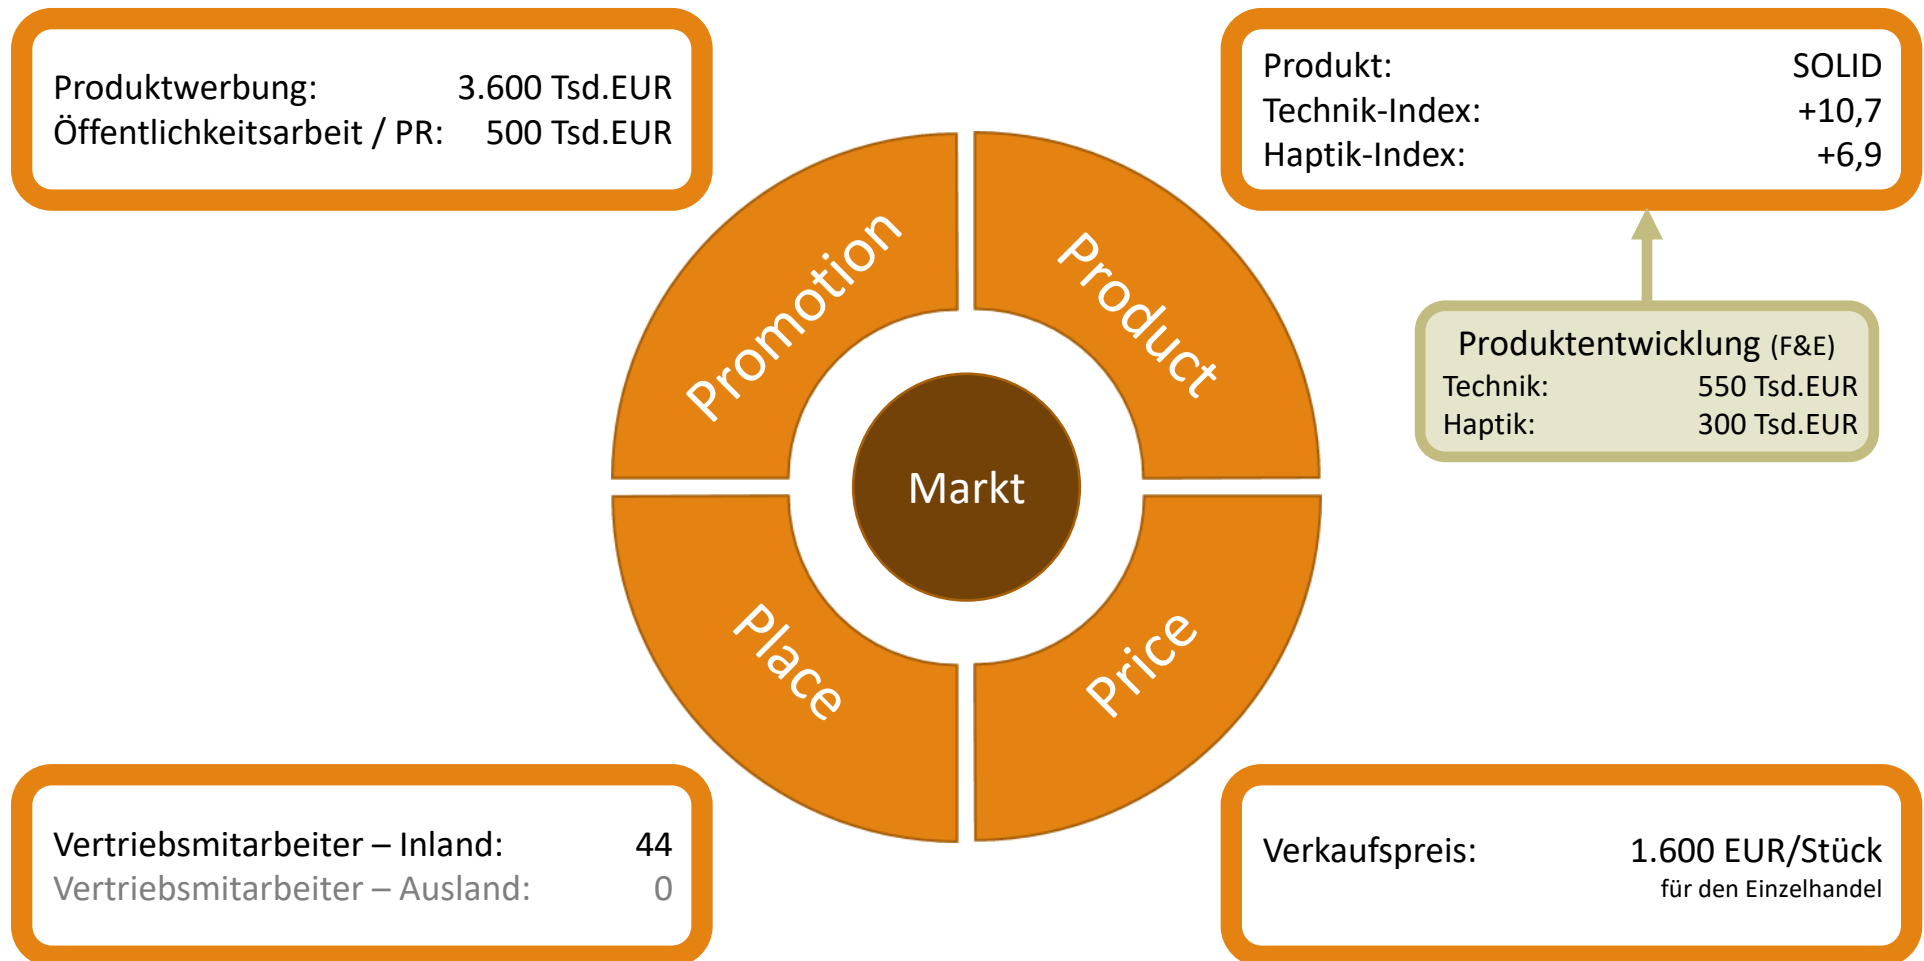 Produktwerbung: 3.600 Tsd.EUR
Öffentlichkeitsarbeit / PR: 500 Tsd.EUR
Produkt: SOLID
Technik-Index: +10,7
Haptik-Index: +6,9
Produktentwicklung (F&E)
Technik: 550 Tsd.EUR
Haptik: 300 Tsd.EUR
Promotion
Product
Markt
Place
Price
Vertriebsmitarbeiter – Inland: 44
Vertriebsmitarbeiter – Ausland: 0
Verkaufspreis: 1.600 EUR/Stück
für den Einzelhandel